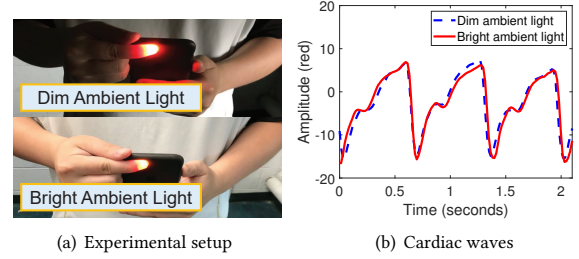 Dim Ambient Light
Bright Ambient Light
(a) Experimental setup
Dim ambient light
Bright ambient light
Amplitude (red)
20
10
0
-10
-20
0
0.5
1
1.5
2
Time (seconds)
(b) Cardiac waves